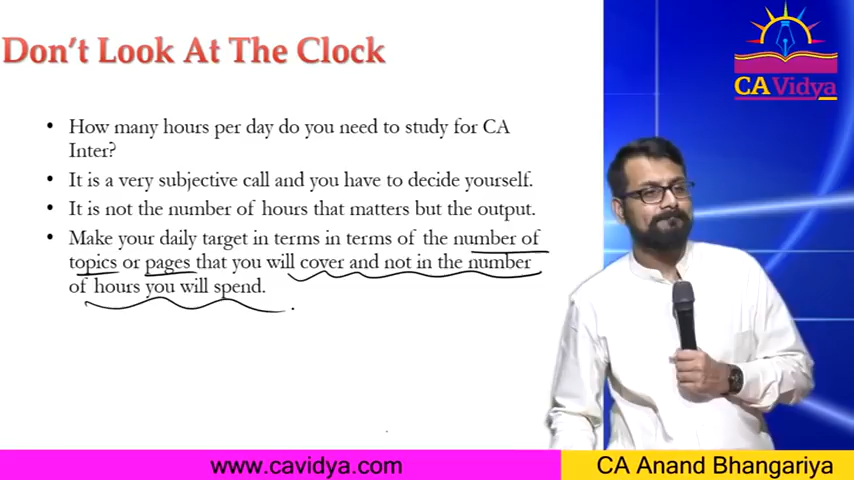 Don't Look At The Clock
CA Vidya
• How many hours per day do you need to study for CA
Inter?
• It is a very subjective call and you have to decide yourself.
• It is not the number of hours that matters but the output.
• Make your daily target in terms in terms of the number of
topics or pages that you will cover and not in the number
of hours you will spend.
www.cavidya.com
CA Anand Bhangariya